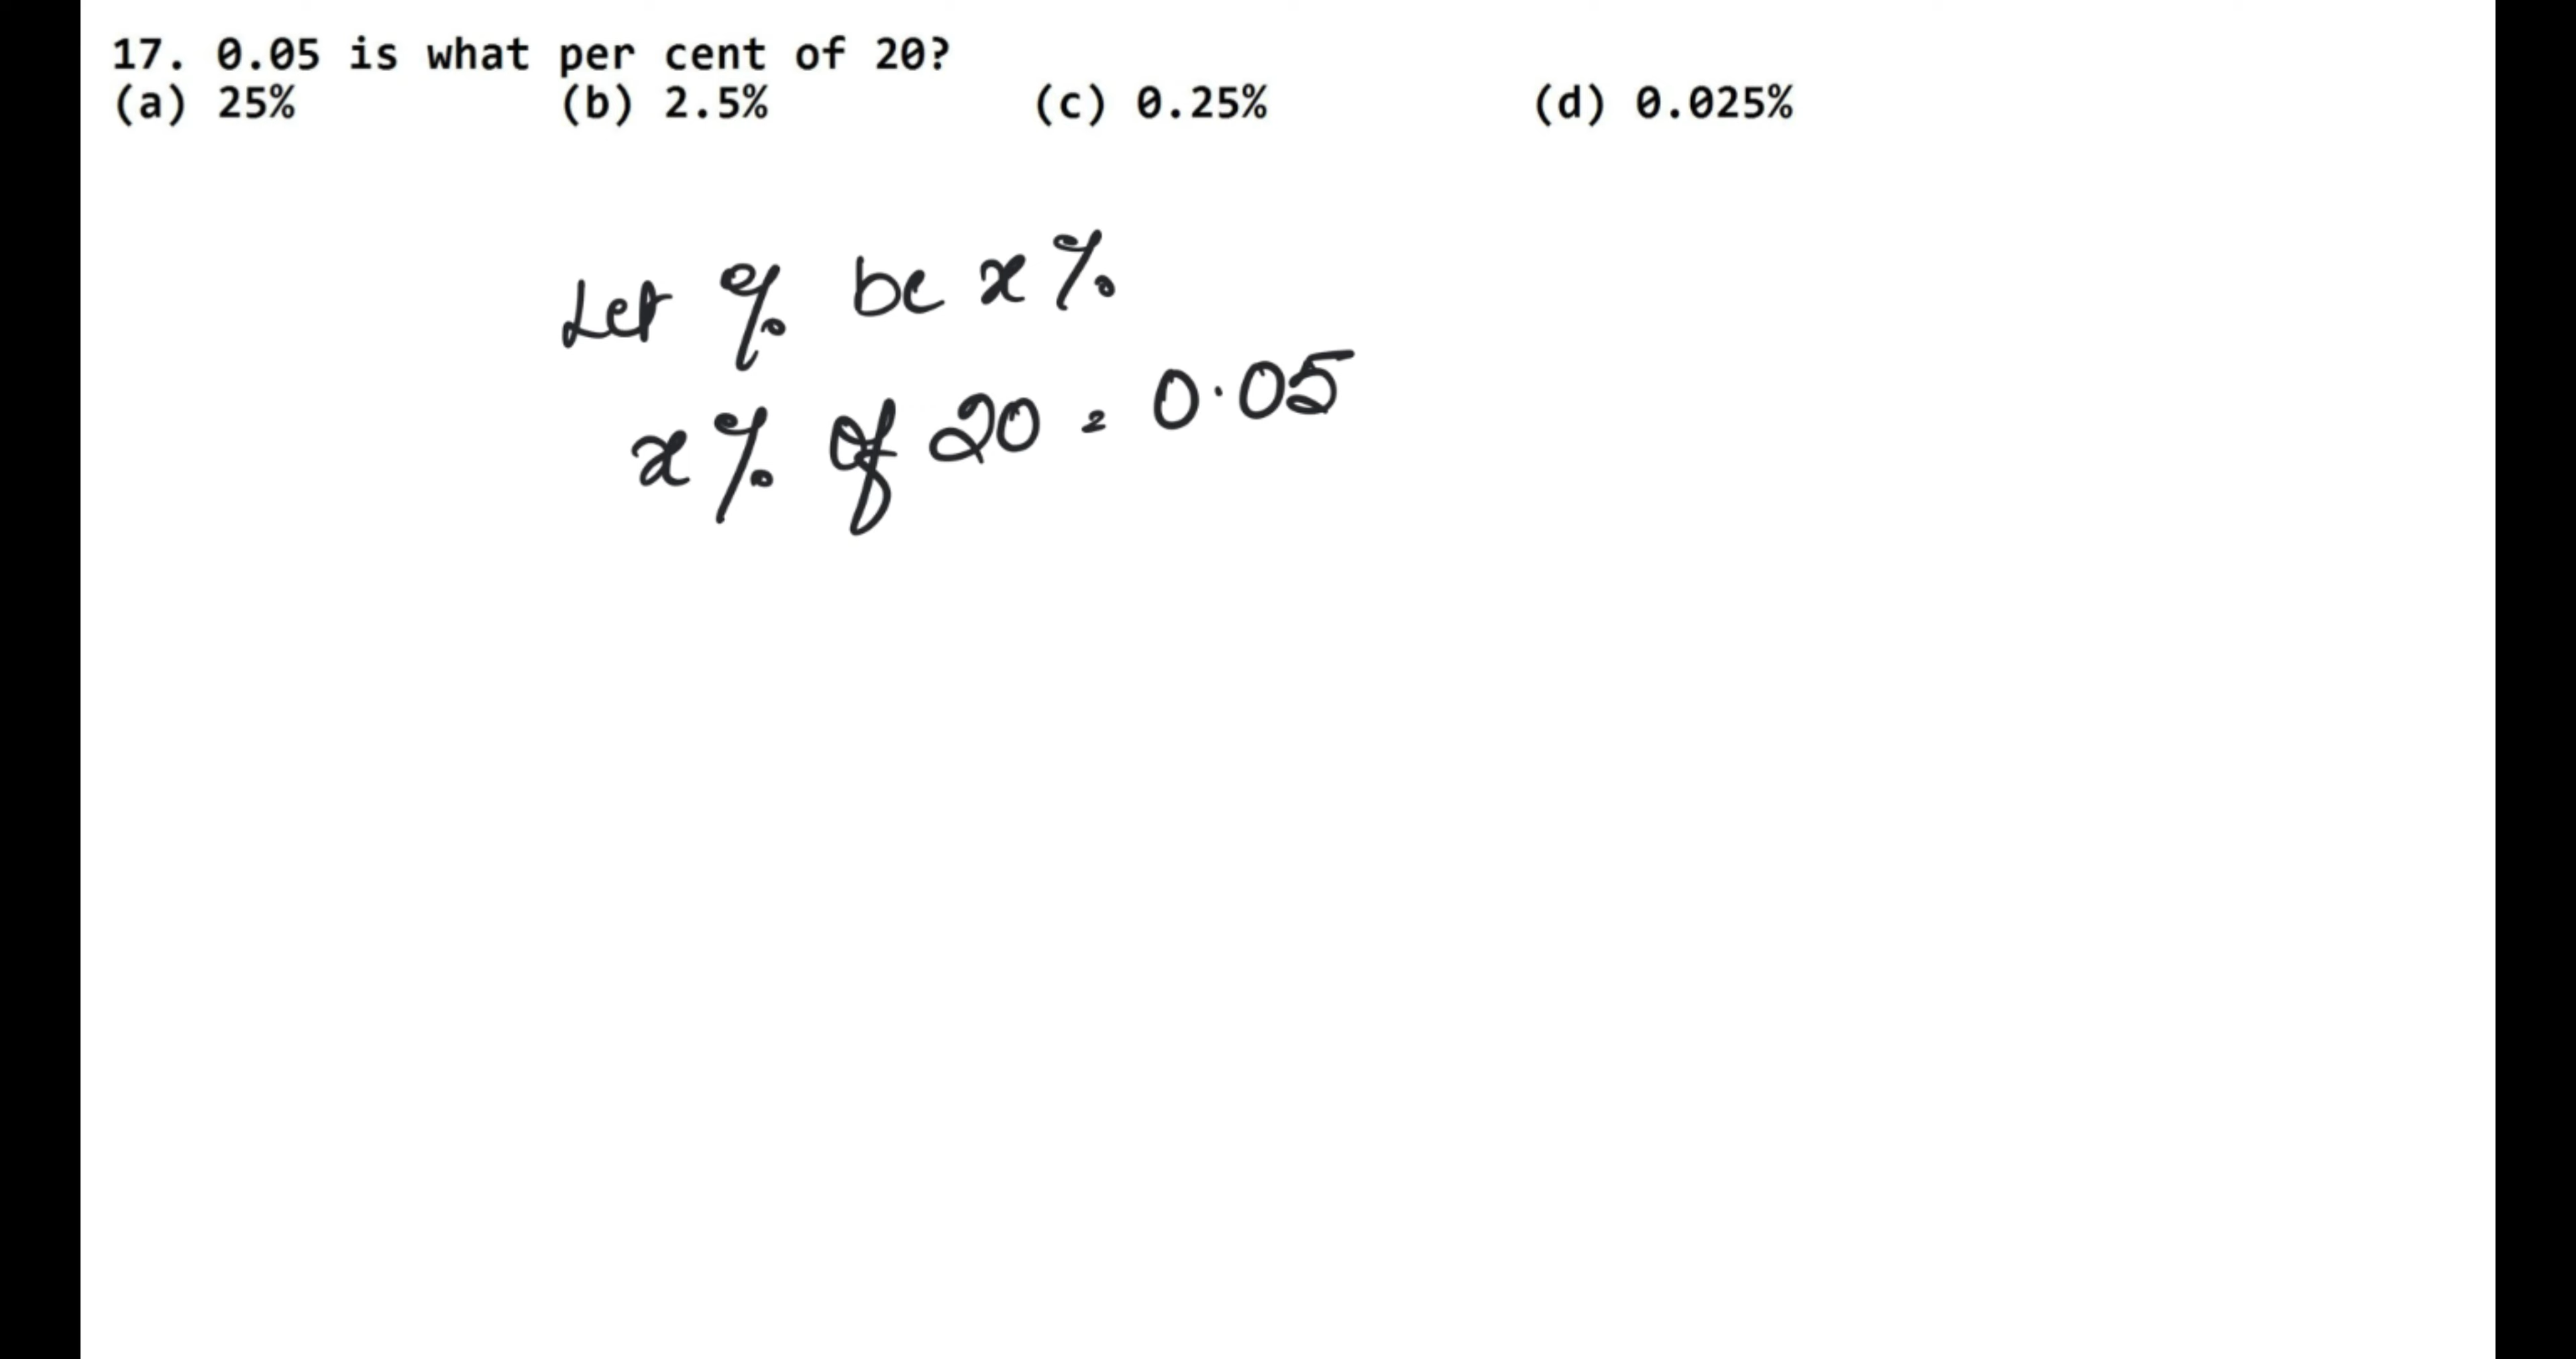 17. 0.05 is what per cent of 20?
(a) 25% (b) 2.5% (c) 0.25% (d) 0.025%
Let % be x%
x% of 20 = 0.05